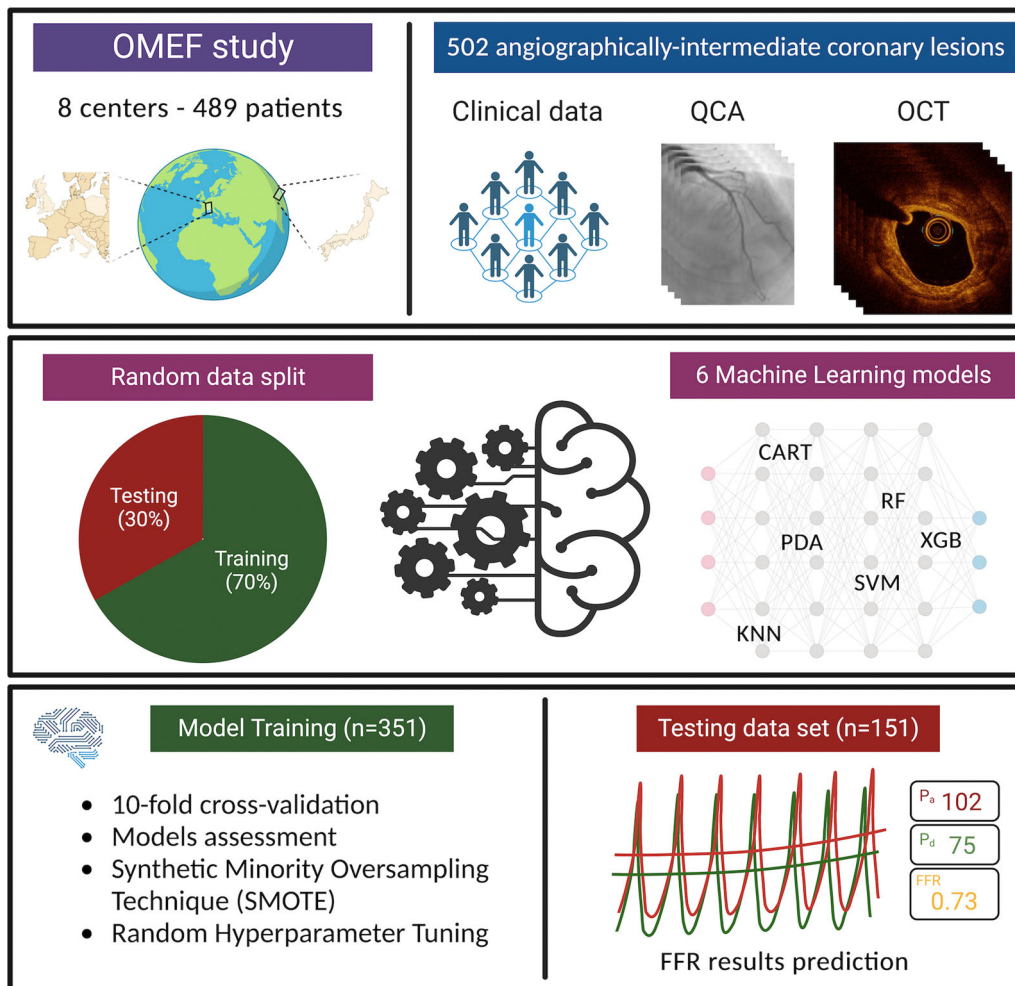 OMEF study
8 centers - 489 patients
502 angiographically-intermediate coronary lesions
Clinical data
QCA
OCT
Random data split
Testing
(30%)
Training
(70%)
6 Machine Learning models
CART
RF
PDA
XGB
SVM
KNN
Model Training (n=351)
• 10-fold cross-validation
• Models assessment
• Synthetic Minority Oversampling
Technique (SMOTE)
• Random Hyperparameter Tuning
Testing data set (n=151)
Pa 102
Pd 75
FFR
0.73
FFR results prediction